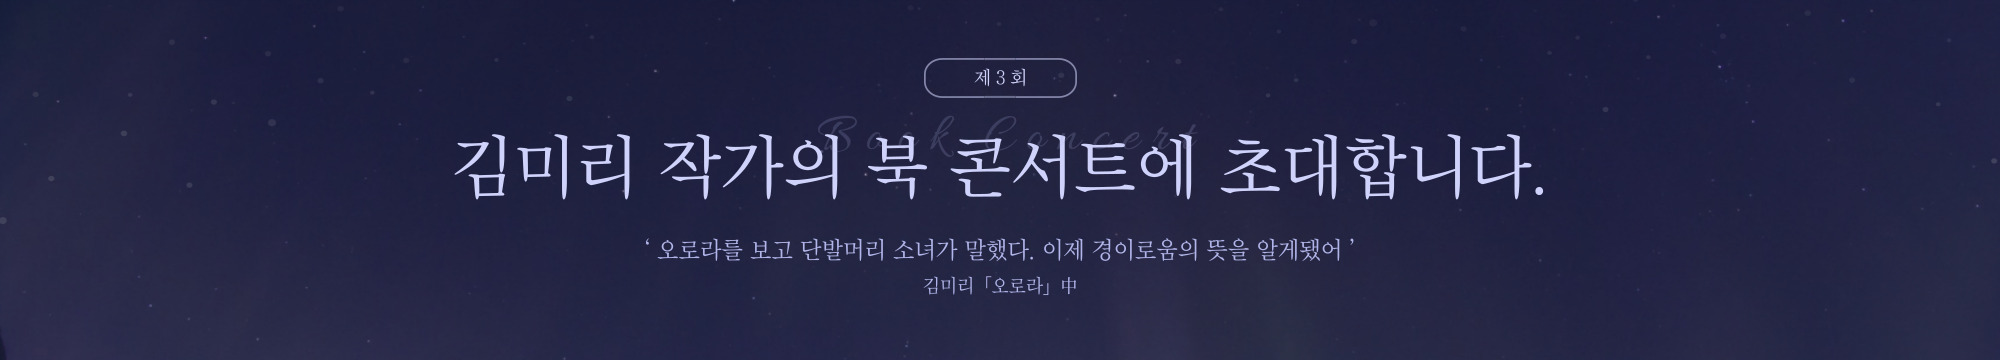 제3회
Book Concert
김미리 작가의 북 콘서트에 초대합니다.
‘ 오로라를 보고 단발머리 소녀가 말했다. 이제 경이로움의 뜻을 알게됐어 ’
김미리「오로라」中